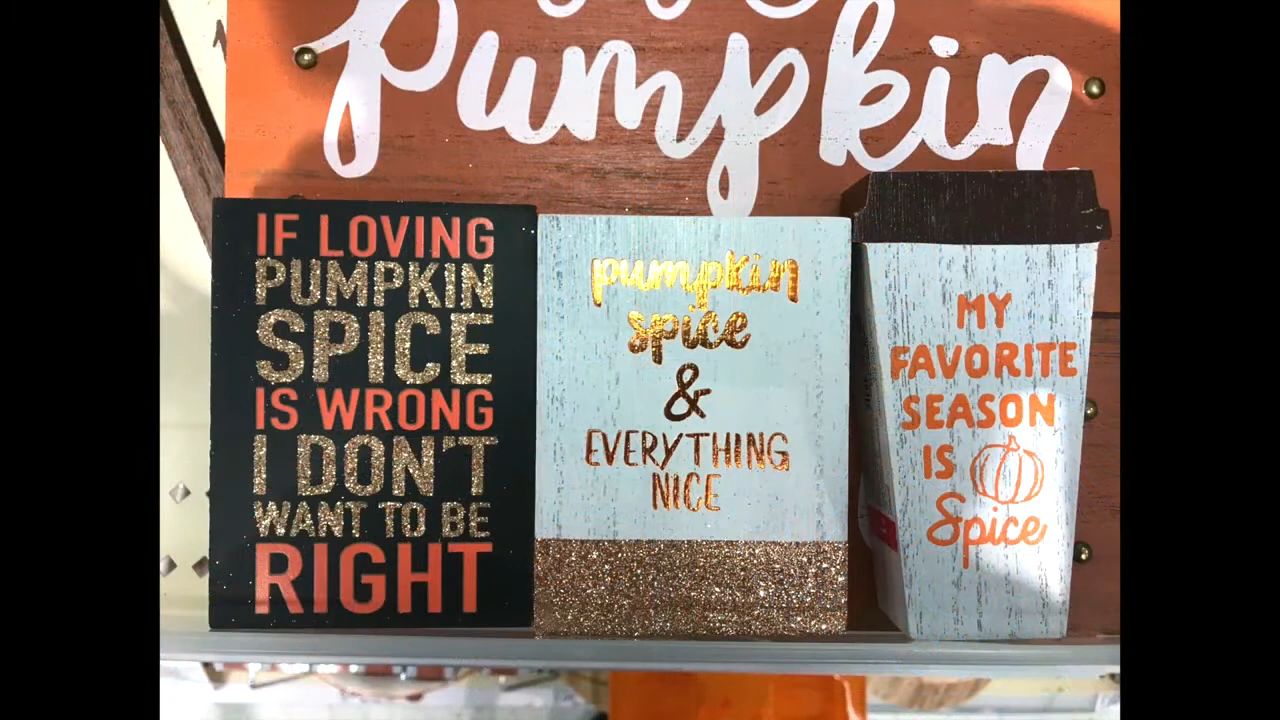 Pumpkin
IF LOVING
PUMPKIN
SPICE
IS WRONG
I DON'T
WANT TO BE
RIGHT
pumpkin
spice
&
EVERYTHING
NICE
MY
FAVORITE
SEASON
IS
Spice